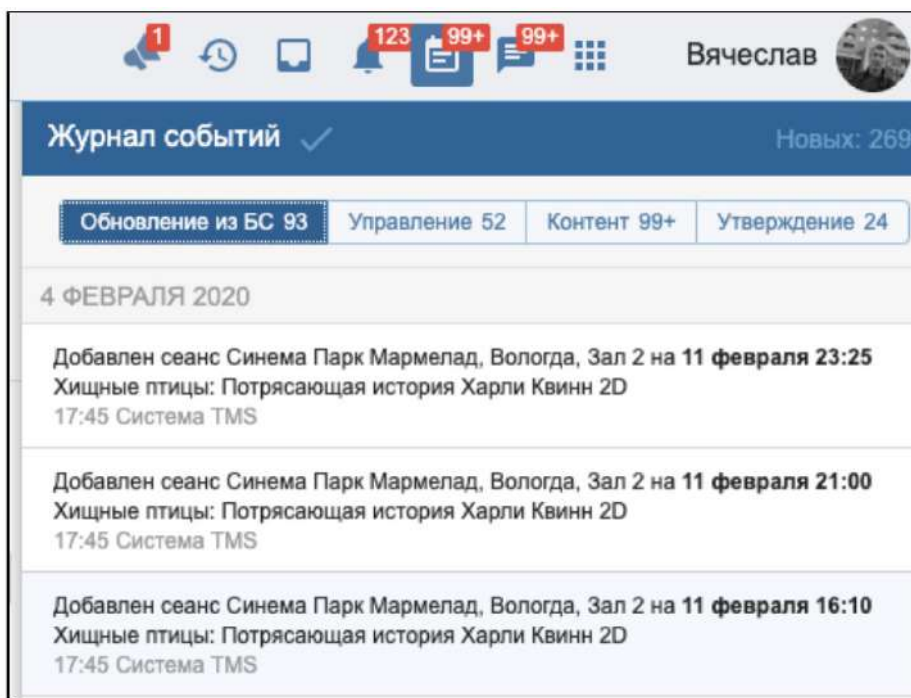 1
123
99+
99+
Вячеслав
Журнал событий
Новых: 269
Обновление из БС 93
Управление 52
Контент 99+
Утверждение 24
4 ФЕВРАЛЯ 2020
Добавлен сеанс Синема Парк Мармелад, Вологда, Зал 2 на 11 февраля 23:25
Хищные птицы: Потрясающая история Харли Квинн 2D
17:45 Система TMS
Добавлен сеанс Синема Парк Мармелад, Вологда, Зал 2 на 11 февраля 21:00
Хищные птицы: Потрясающая история Харли Квинн 2D
17:45 Система TMS
Добавлен сеанс Синема Парк Мармелад, Вологда, Зал 2 на 11 февраля 16:10
Хищные птицы: Потрясающая история Харли Квинн 2D
17:45 Система TMS